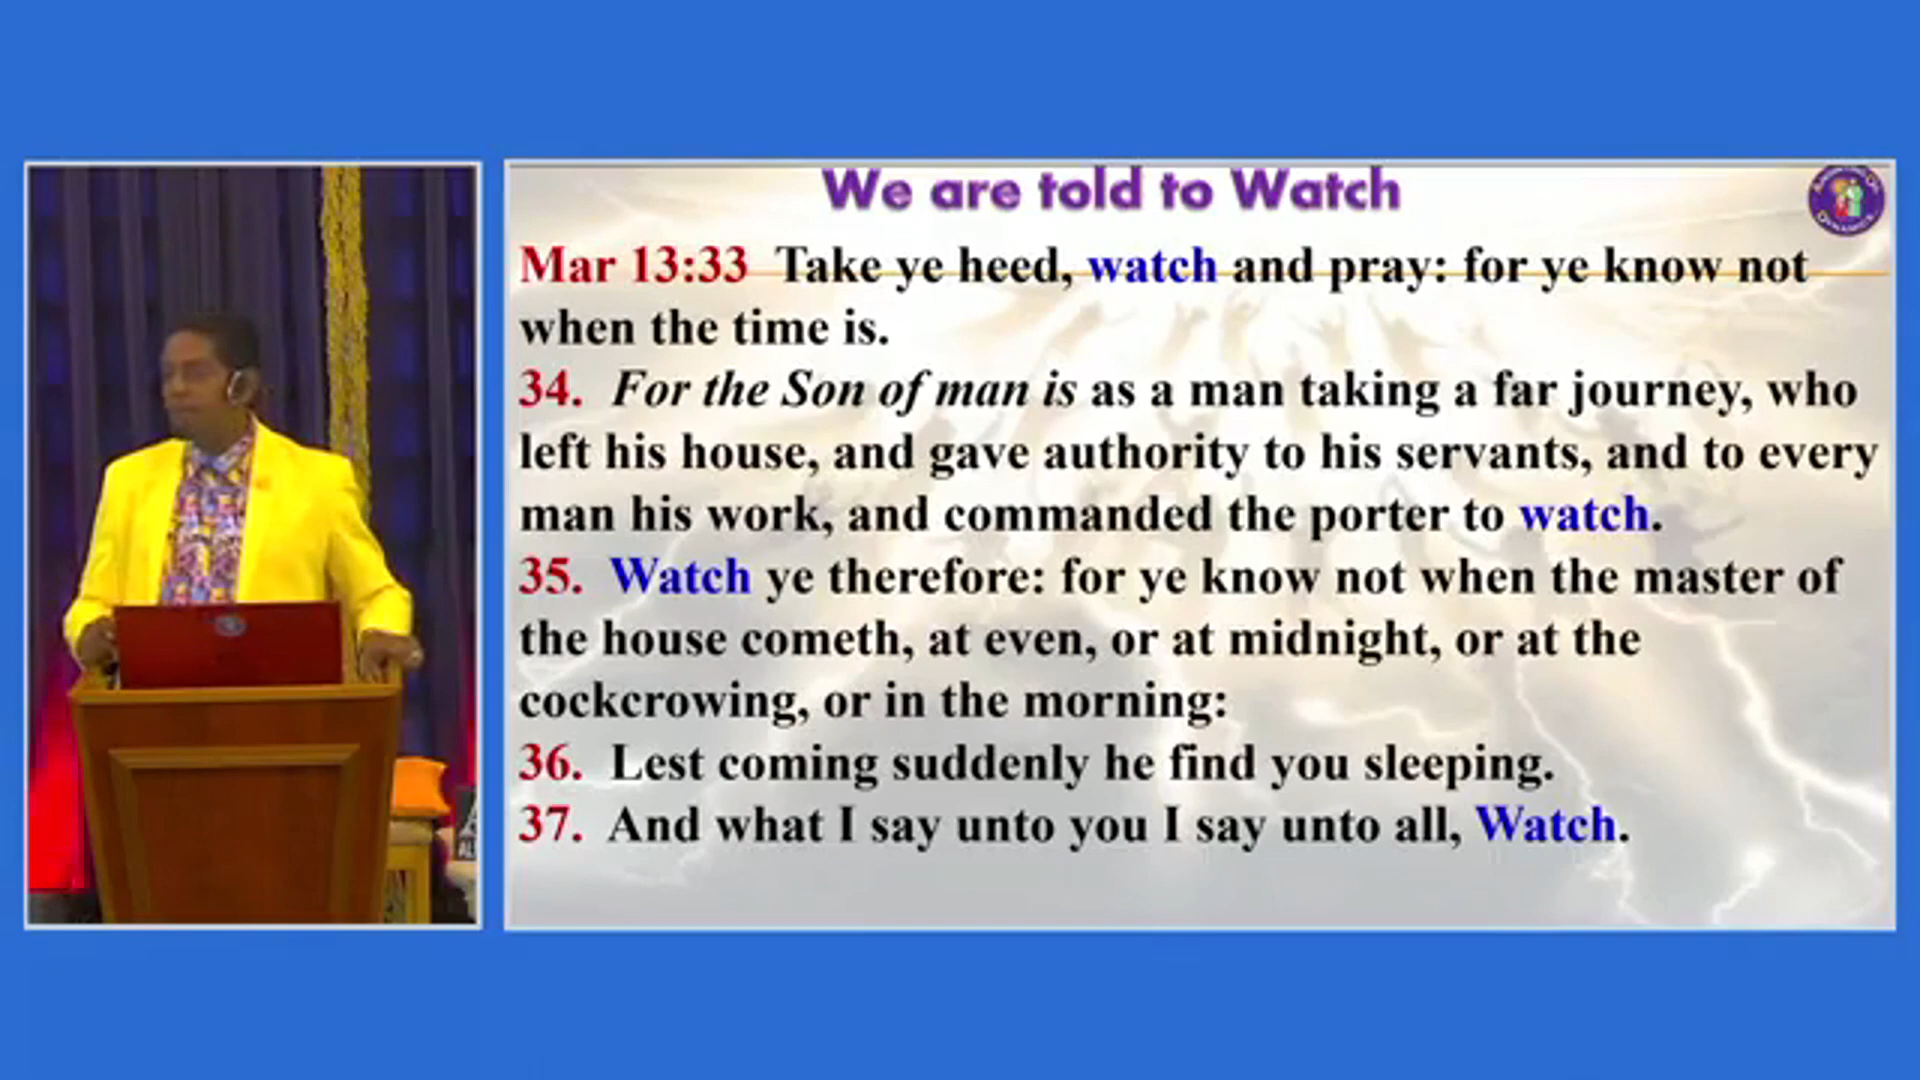 We are told to Watch
Mar 13:33 Take ye heed, watch and pray: for ye know not
when the time is.
34. For the Son of man is as a man taking a far journey, who
left his house, and gave authority to his servants, and to every
man his work, and commanded the porter to watch.
35. Watch ye therefore: for ye know not when the master of
the house cometh, at even, or at midnight, or at the
cockcrowing, or in the morning:
36. Lest coming suddenly he find you sleeping.
37. And what I say unto you I say unto all, Watch.